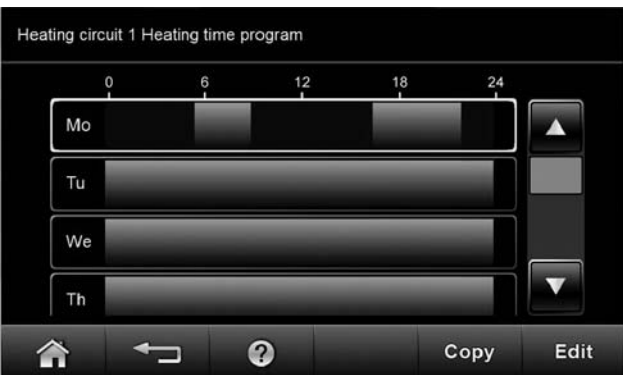 Heating circuit 1 Heating time program
0 6 12 18 24
Mo
Tu
We
Th
? Copy Edit